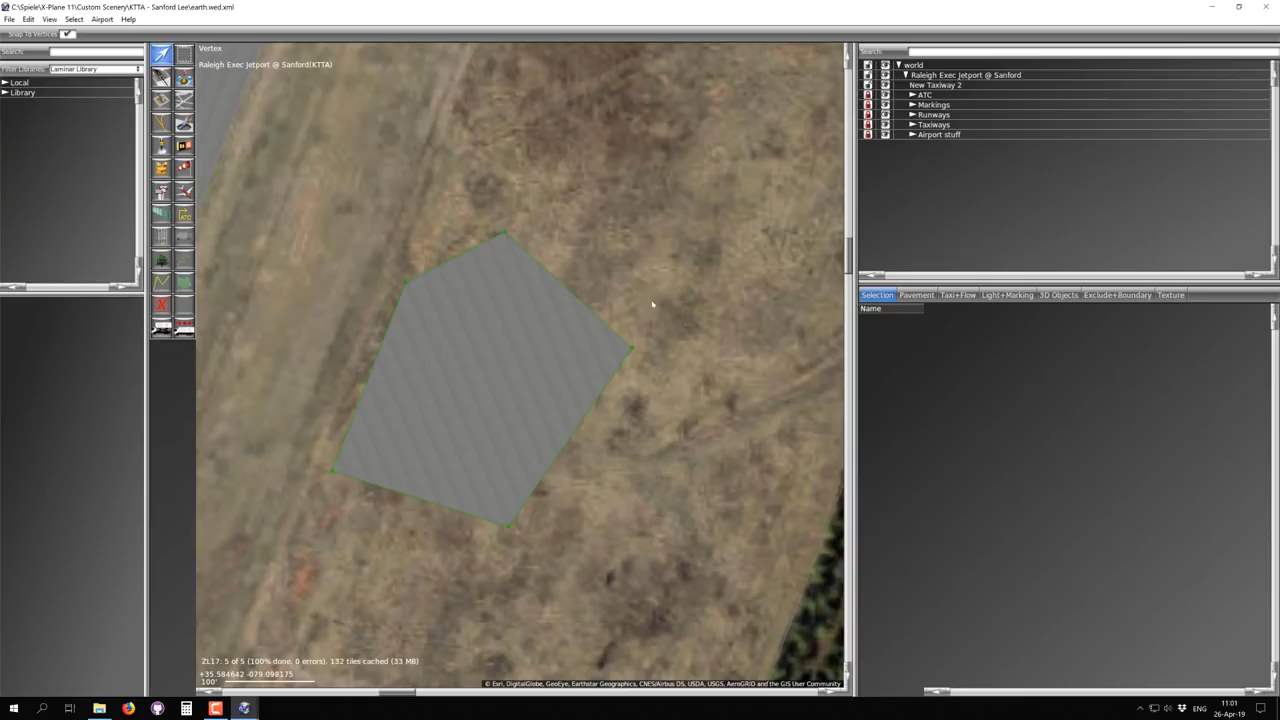 C:\Spiele\X-Plane 11\Custom Scenery\KTTA - Sanford Lee\earth.wed.xml
File Edit View Select Airport Help
Snap To Vertices
Search:
Filter Libraries: Laminar Library
Local
Library
Vertex
Raleigh Exec Jetport @ Sanford(KTTA)
ATC
ZL17: 5 of 5 (100% done, 0 errors). 132 tiles cached (33 MB)
+35.584642 -079.098175
100'
© Esri, DigitalGlobe, GeoEye, Earthstar Geographics, CNES/Airbus DS, USDA, USGS, AeroGRID and the GIS User Community
Search:
world
Raleigh Exec Jetport @ Sanford
New Taxiway 2
ATC
Markings
Runways
Taxiways
Airport stuff
Selection Pavement Taxi+Flow Light+Marking 3D Objects Exclude+Boundary Texture
Name
ENG
11:01
26-Apr-19